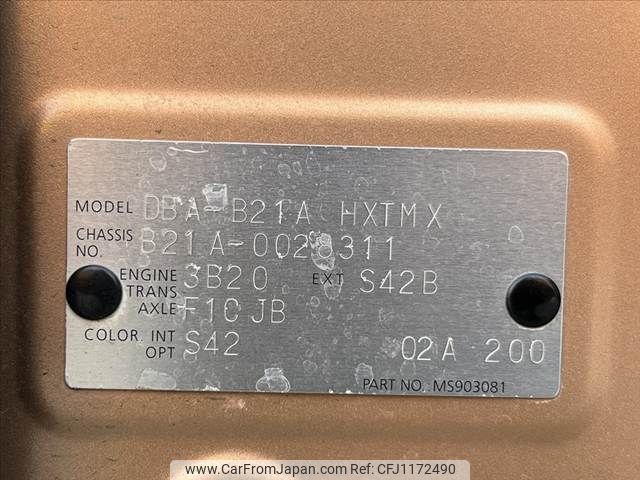 MODEL DBA-B21A HXTMX
CHASSIS NO. B21A-0028311
ENGINE 3B20 EXT S42B
TRANS AXLE F1CJB
COLOR. INT S42
OPT 02A 200
PART NO.: MS903081
www.CarFromJapan.com - CFJ1172490